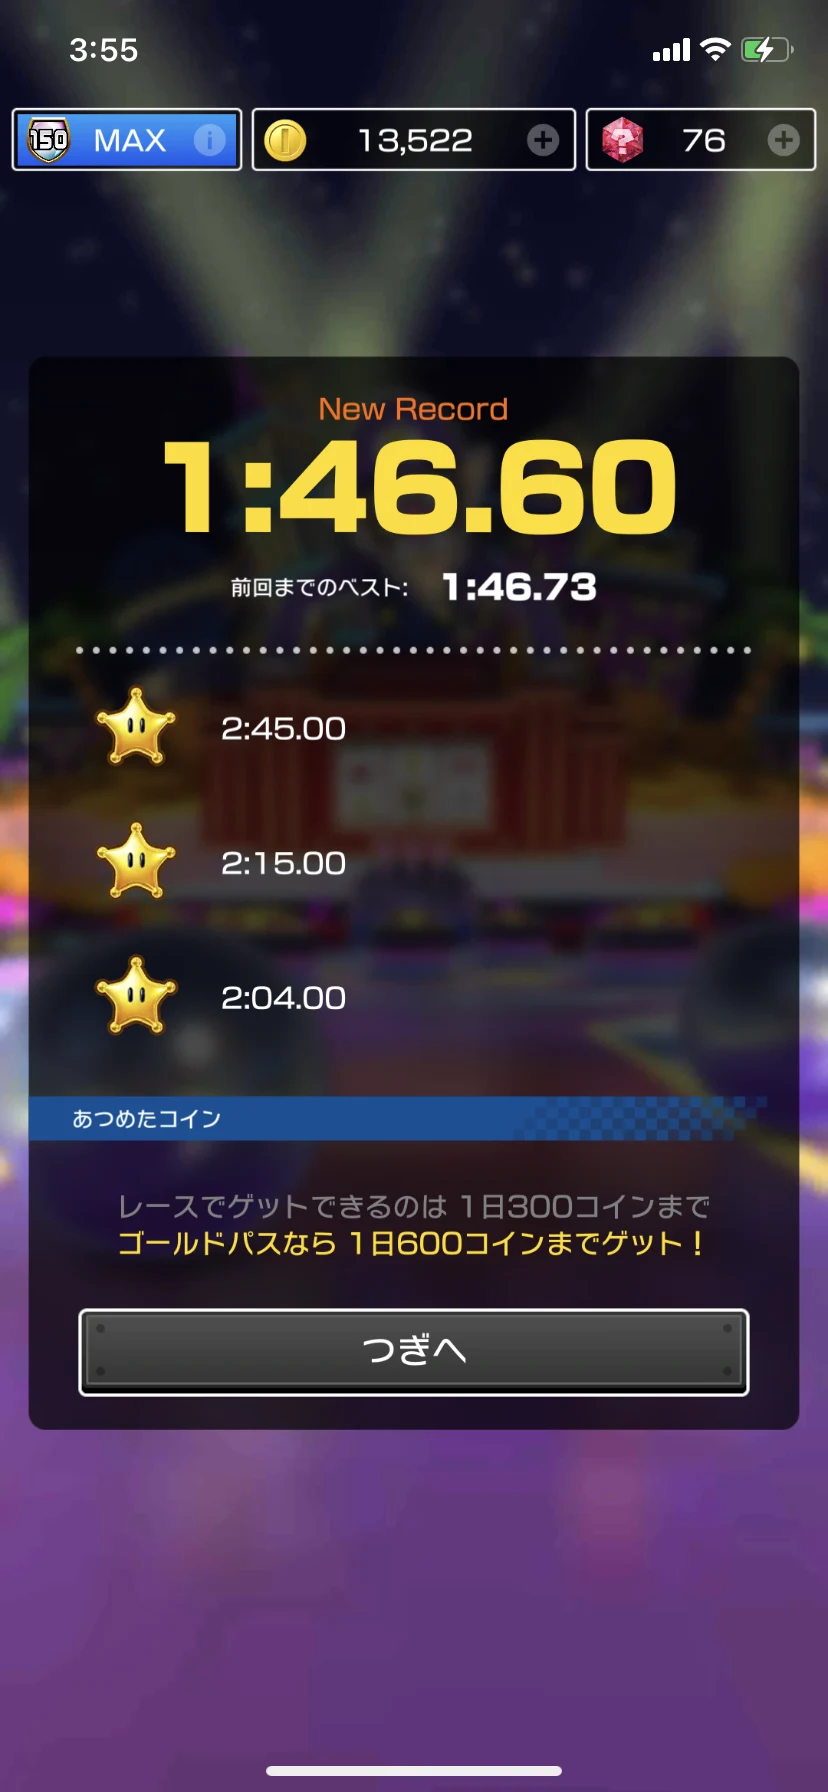 3:55
150 MAX i 13,522 + ? 76 +
New Record
1:46.60
前回までのベスト: 1:46.73
2:45.00
2:15.00
2:04.00
あつめたコイン
レースでゲットできるのは 1日300コインまで
ゴールドパスなら 1日600コインまでゲット！
つぎへ